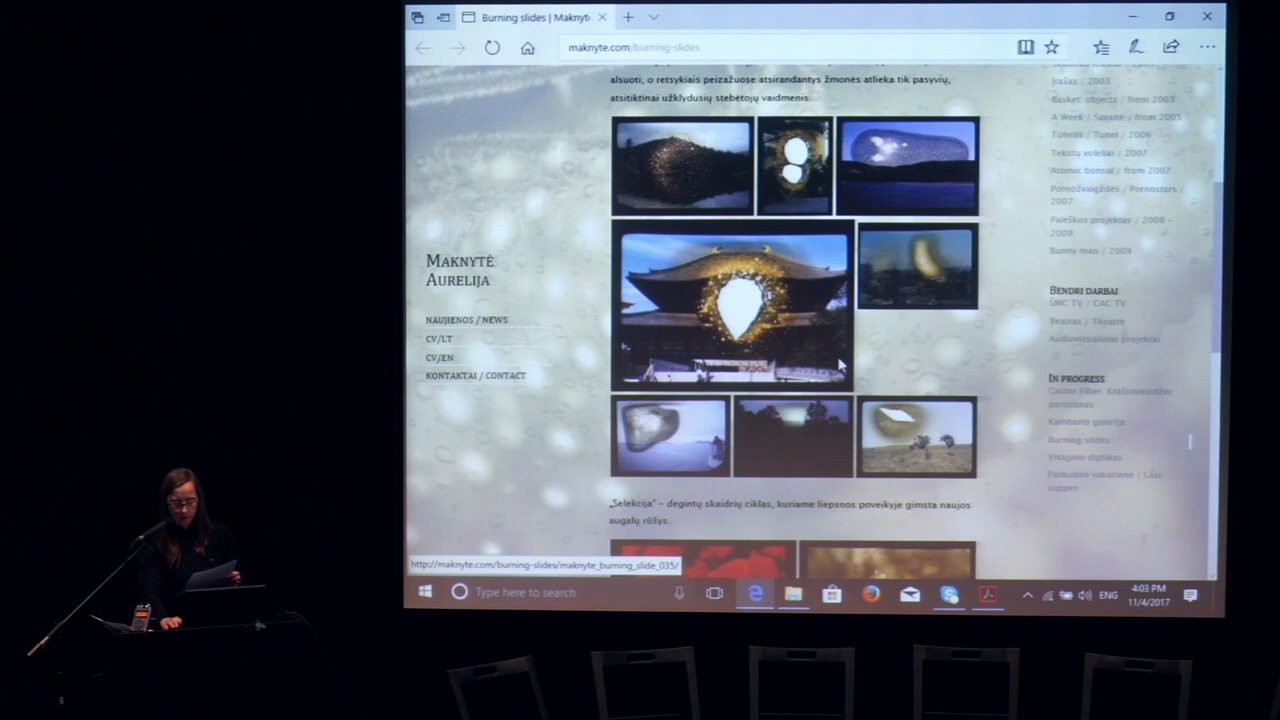 Burning slides | Maknyt
maknyte.com/burning-slides
alsuoti, o retsykiais peizažuose atsirandantys žmonės atlieka tik pasyvių,
atsitiktinai užklydusių stebėtojų vaidmenis.
MAKNYTĖ
AURELIJA
NAUJIENOS / NEWS
CV/LT
CV/EN
KONTAKTAI / CONTACT
Įrašas / 2003
Basket: objects / from 2003
A Week / Savaitė / from 2005
Tunelis / Tunel / 2006
Tekstų voleliai / 2007
Atomic bonsai / from 2007
Pornožvaigždės / Pornostars /
2007
Paieškos projektas / 2008 -
2009
Bunny man / 2009
BENDRI DARBAI
ŠMC TV / CAC TV
Teatras / Theatre
Audiovizualiniai projektai
IN PROGRESS
Castor Fiber. Kraštovaizdžio
partizanas
Kambario galerija
Burning slides
Visagino diptikas
Paskutinė vakarienė / Last
supper
„Selekcija" – degintų skaidrių ciklas, kuriame liepsnos poveikyje gimsta naujos
augalų rūšys.
http://maknyte.com/burning-slides/maknyte_burning_slide_035/
Type here to search
ENG
4:03 PM
11/4/2017